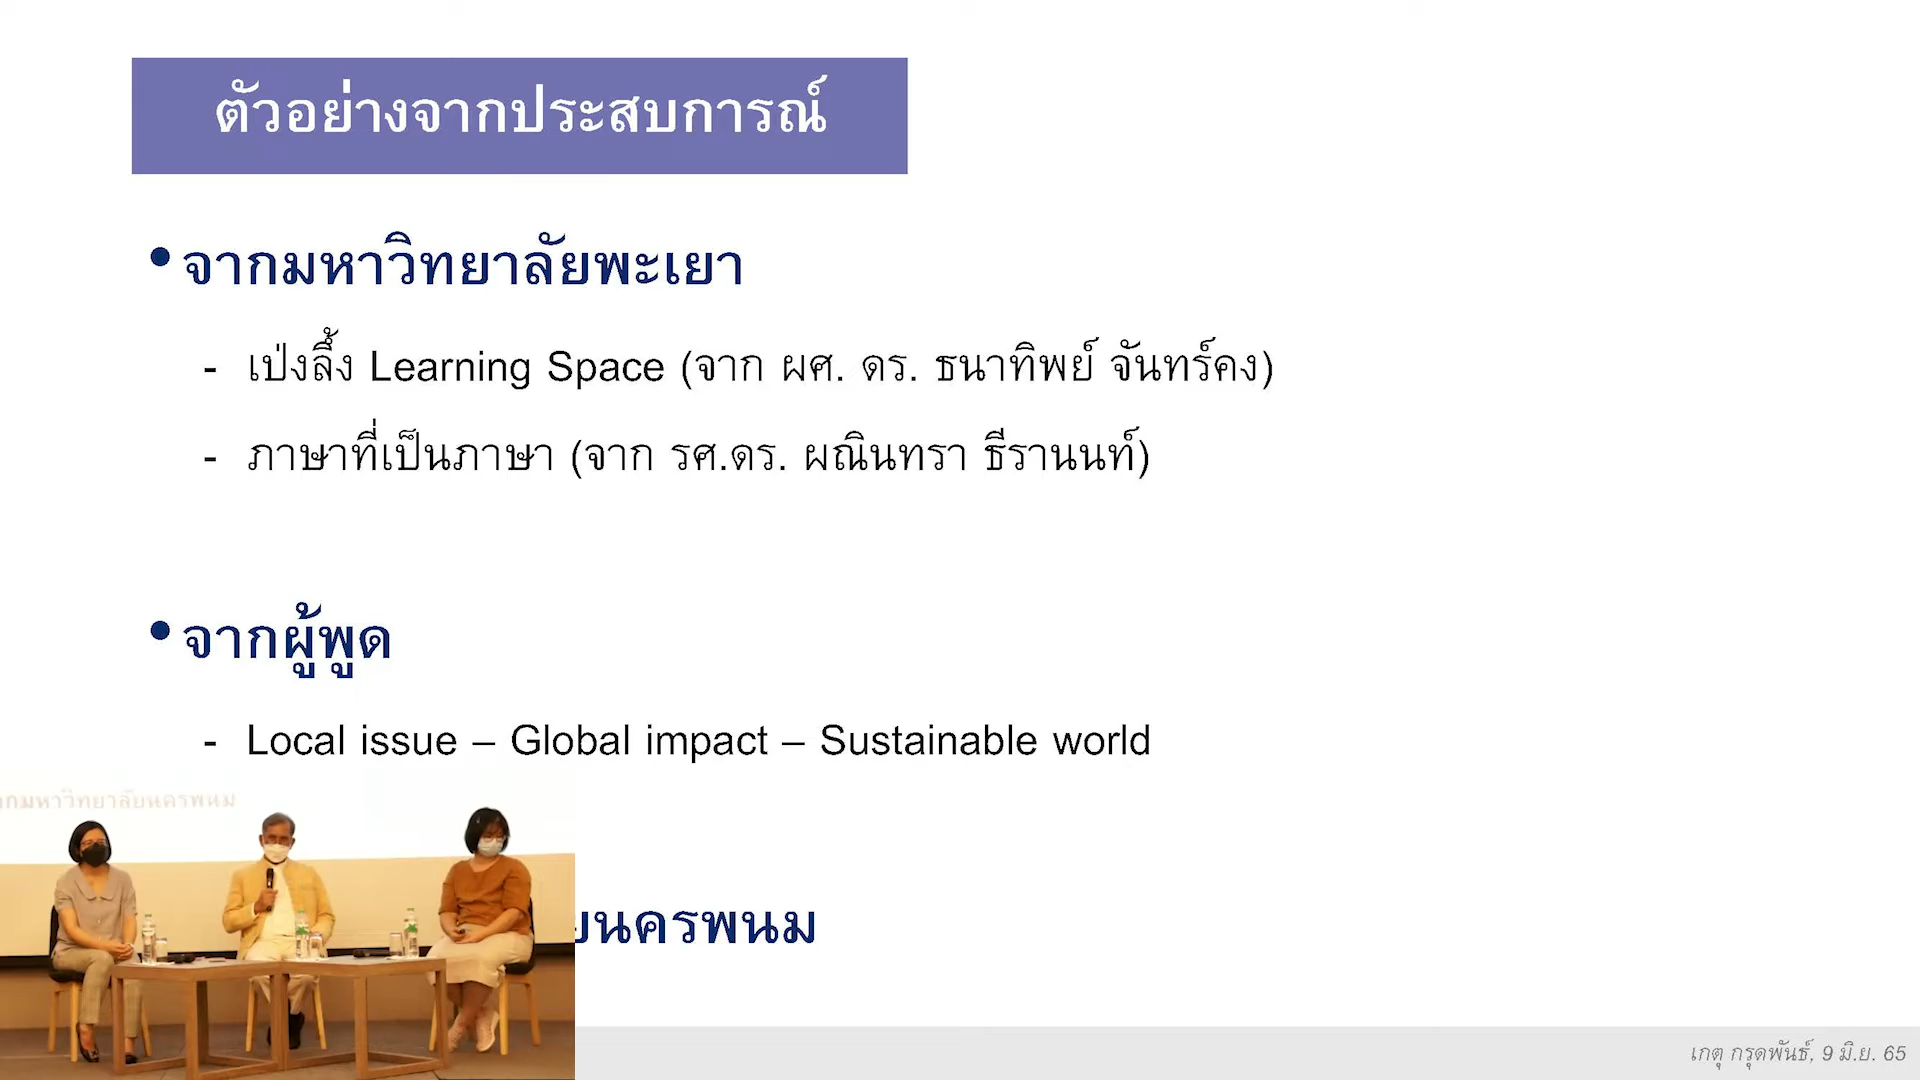 ตัวอย่างจากประสบการณ์
• จากมหาวิทยาลัยพะเยา
- เป่งลึ้ง Learning Space (จาก ผศ. ดร. ธนาทิพย์ จันทร์คง)
- ภาษาที่เป็นภาษา (จาก รศ.ดร. ผณินทรา ธีรานนท์)
• จากผู้พูด
- Local issue – Global impact – Sustainable world
กมหาวิทยาลัยนครพนม
ยนครพนม
เกตุ กรุดพันธ์, 9 มิ.ย. 65